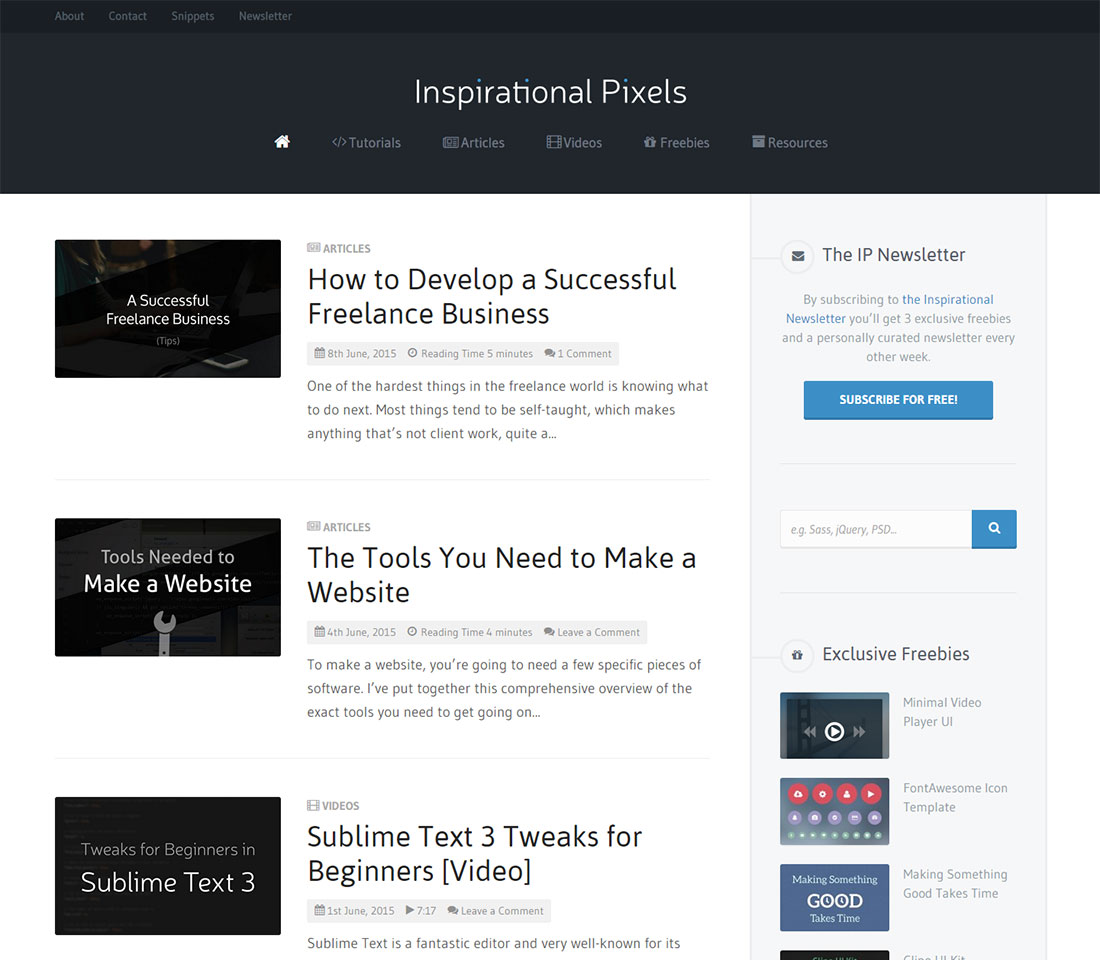 About Contact Snippets Newsletter
Inspirational Pixels
Tutorials Articles Videos Freebies Resources
A Successful
Freelance Business
(Tips)
ARTICLES
How to Develop a Successful
Freelance Business
8th June, 2015 Reading Time 5 minutes 1 Comment
One of the hardest things in the freelance world is knowing what
to do next. Most things tend to be self-taught, which makes
anything that’s not client work, quite a...
Tools Needed to
Make a Website
ARTICLES
The Tools You Need to Make a
Website
4th June, 2015 Reading Time 4 minutes Leave a Comment
To make a website, you’re going to need a few specific pieces of
software. I’ve put together this comprehensive overview of the
exact tools you need to get going on...
Tweaks for Beginners in
Sublime Text 3
VIDEOS
Sublime Text 3 Tweaks for
Beginners [Video]
1st June, 2015 7:17 Leave a Comment
Sublime Text is a fantastic editor and very well-known for its
The IP Newsletter
By subscribing to the Inspirational
Newsletter you’ll get 3 exclusive freebies
and a personally curated newsletter every
other week.
SUBSCRIBE FOR FREE!
e.g. Sass, jQuery, PSD...
Exclusive Freebies
Minimal Video
Player UI
FontAwesome Icon
Template
Making Something
GOOD
Takes Time
Making Something
Good Takes Time